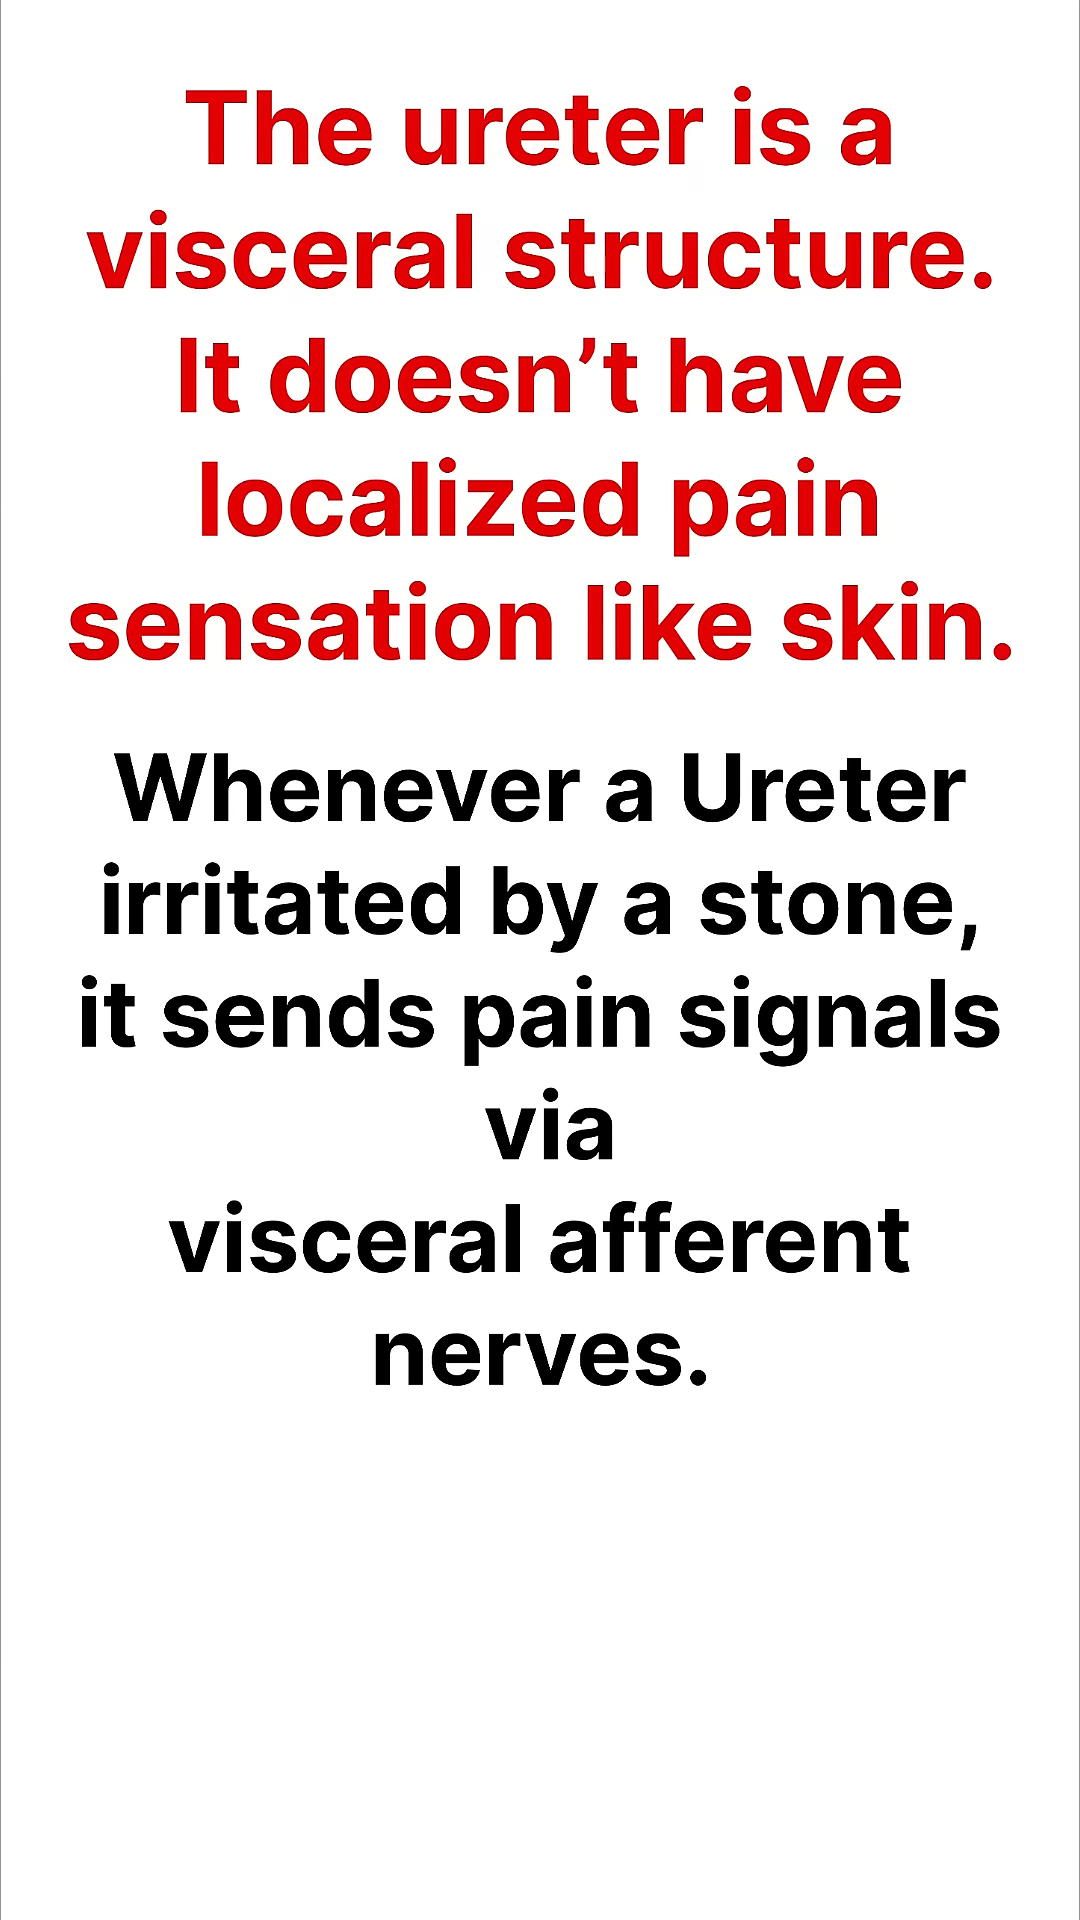 The ureter is a
visceral structure.
It doesn’t have
localized pain
sensation like skin.
Whenever a Ureter
irritated by a stone,
it sends pain signals
via
visceral afferent
nerves.